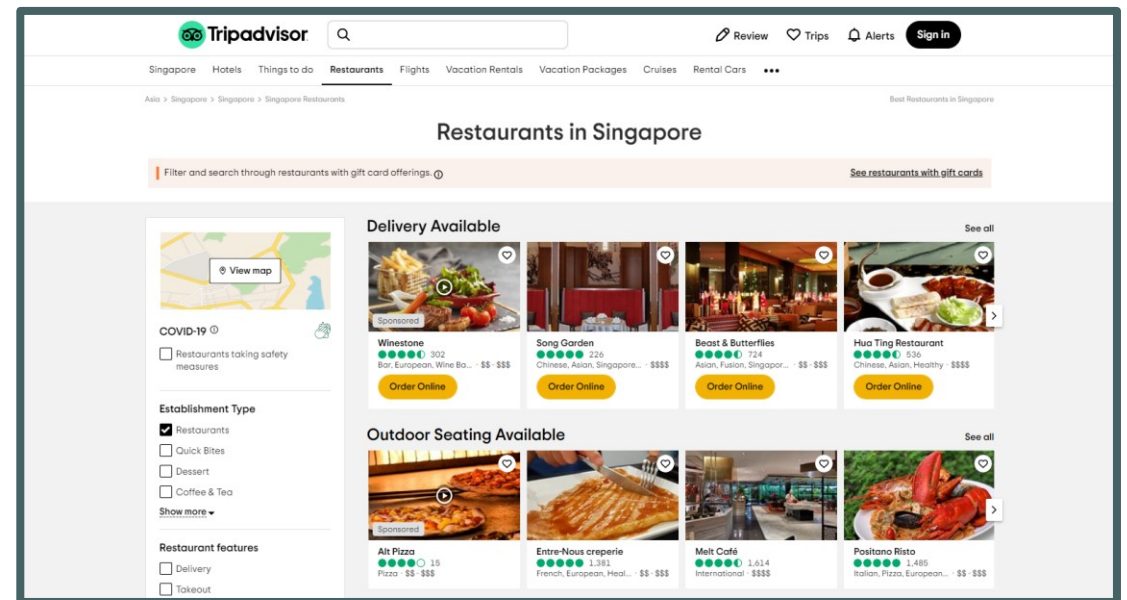 Tripadvisor
Review Trips Alerts Sign in
Singapore Hotels Things to do Restaurants Flights Vacation Rentals Vacation Packages Cruises Rental Cars
Asia > Singapore > Singapore > Singapore Restaurants
Best Restaurants in Singapore
Restaurants in Singapore
Filter and search through restaurants with gift card offerings.
See restaurants with gift cards
View map
COVID-19
Restaurants taking safety
measures
Establishment Type
Restaurants
Quick Bites
Dessert
Coffee & Tea
Show more
Restaurant features
Delivery
Takeout
Delivery Available
See all
Sponsored
Winestone
302
Bar, European, Wine Ba... · $$ - $$$
Order Online
Song Garden
226
Chinese, Asian, Singapore... · $$$$
Order Online
Beast & Butterflies
724
Asian, Fusion, Singapor... · $$ - $$$
Order Online
Hua Ting Restaurant
536
Chinese, Asian, Healthy · $$$$
Order Online
Outdoor Seating Available
See all
Sponsored
Alt Pizza
15
Pizza · $$ - $$$
Entre-Nous creperie
1,381
French, European, Heal... · $$ - $$$
Melt Café
1,614
International · $$$$
Positano Risto
1,485
Italian, Pizza, European... · $$ - $$$